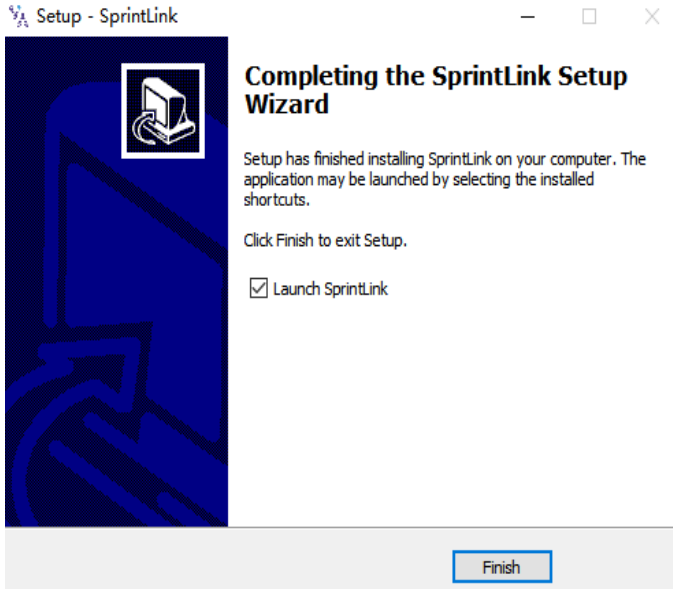 Setup - SprintLink
Completing the SprintLink Setup
Wizard
Setup has finished installing SprintLink on your computer. The
application may be launched by selecting the installed
shortcuts.
Click Finish to exit Setup.
Launch SprintLink
Finish